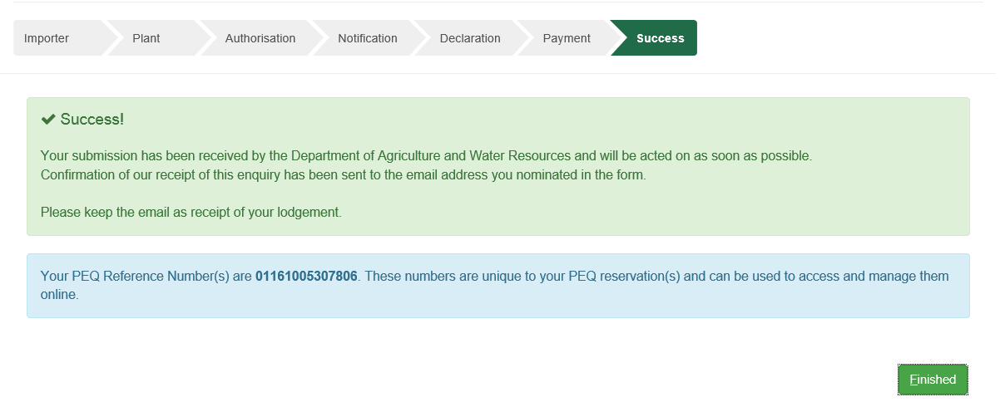 Importer
Plant
Authorisation
Notification
Declaration
Payment
Success
Success!
Your submission has been received by the Department of Agriculture and Water Resources and will be acted on as soon as possible.
Confirmation of our receipt of this enquiry has been sent to the email address you nominated in the form.
Please keep the email as receipt of your lodgement.
Your PEQ Reference Number(s) are 01161005307806. These numbers are unique to your PEQ reservation(s) and can be used to access and manage them
online.
Finished